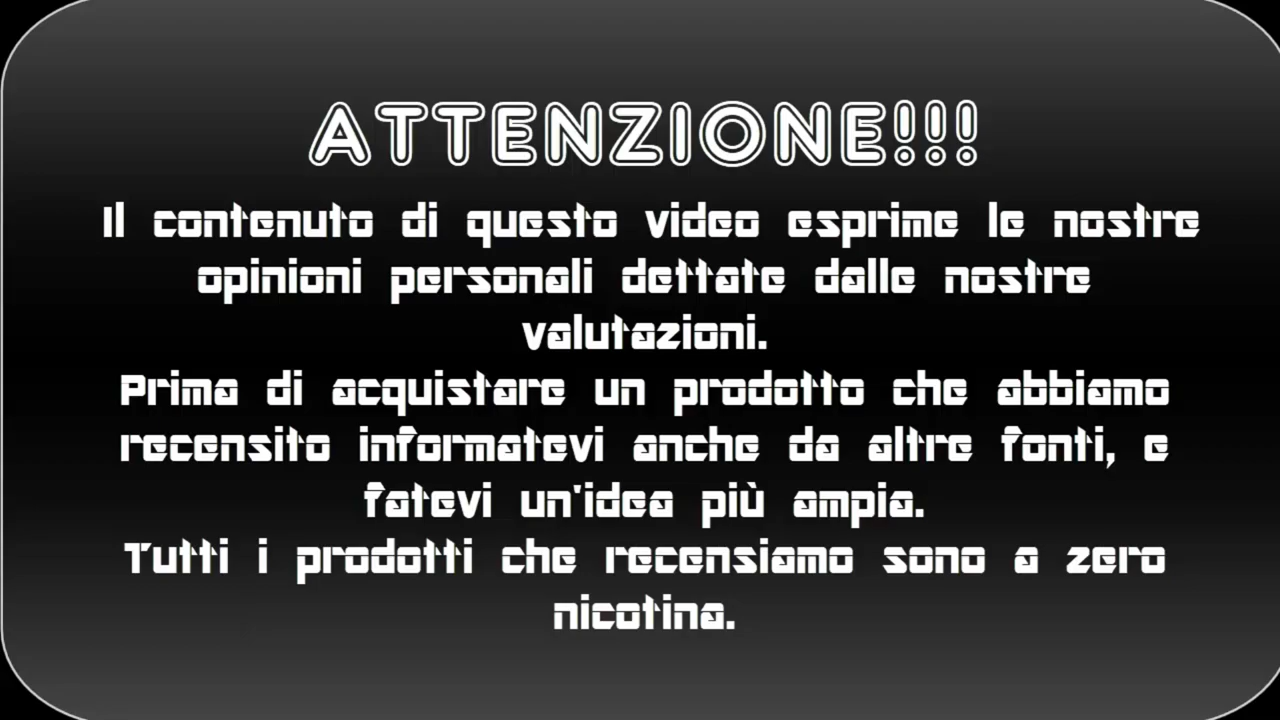 ATTENZIONE!!!
Il contenuto di questo video esprime le nostre
opinioni personali dettate dalle nostre
valutazioni.
Prima di acquistare un prodotto che abbiamo
recensito informatevi anche da altre fonti, e
fatevi un'idea più ampia.
Tutti i prodotti che recensiamo sono a zero
nicotina.